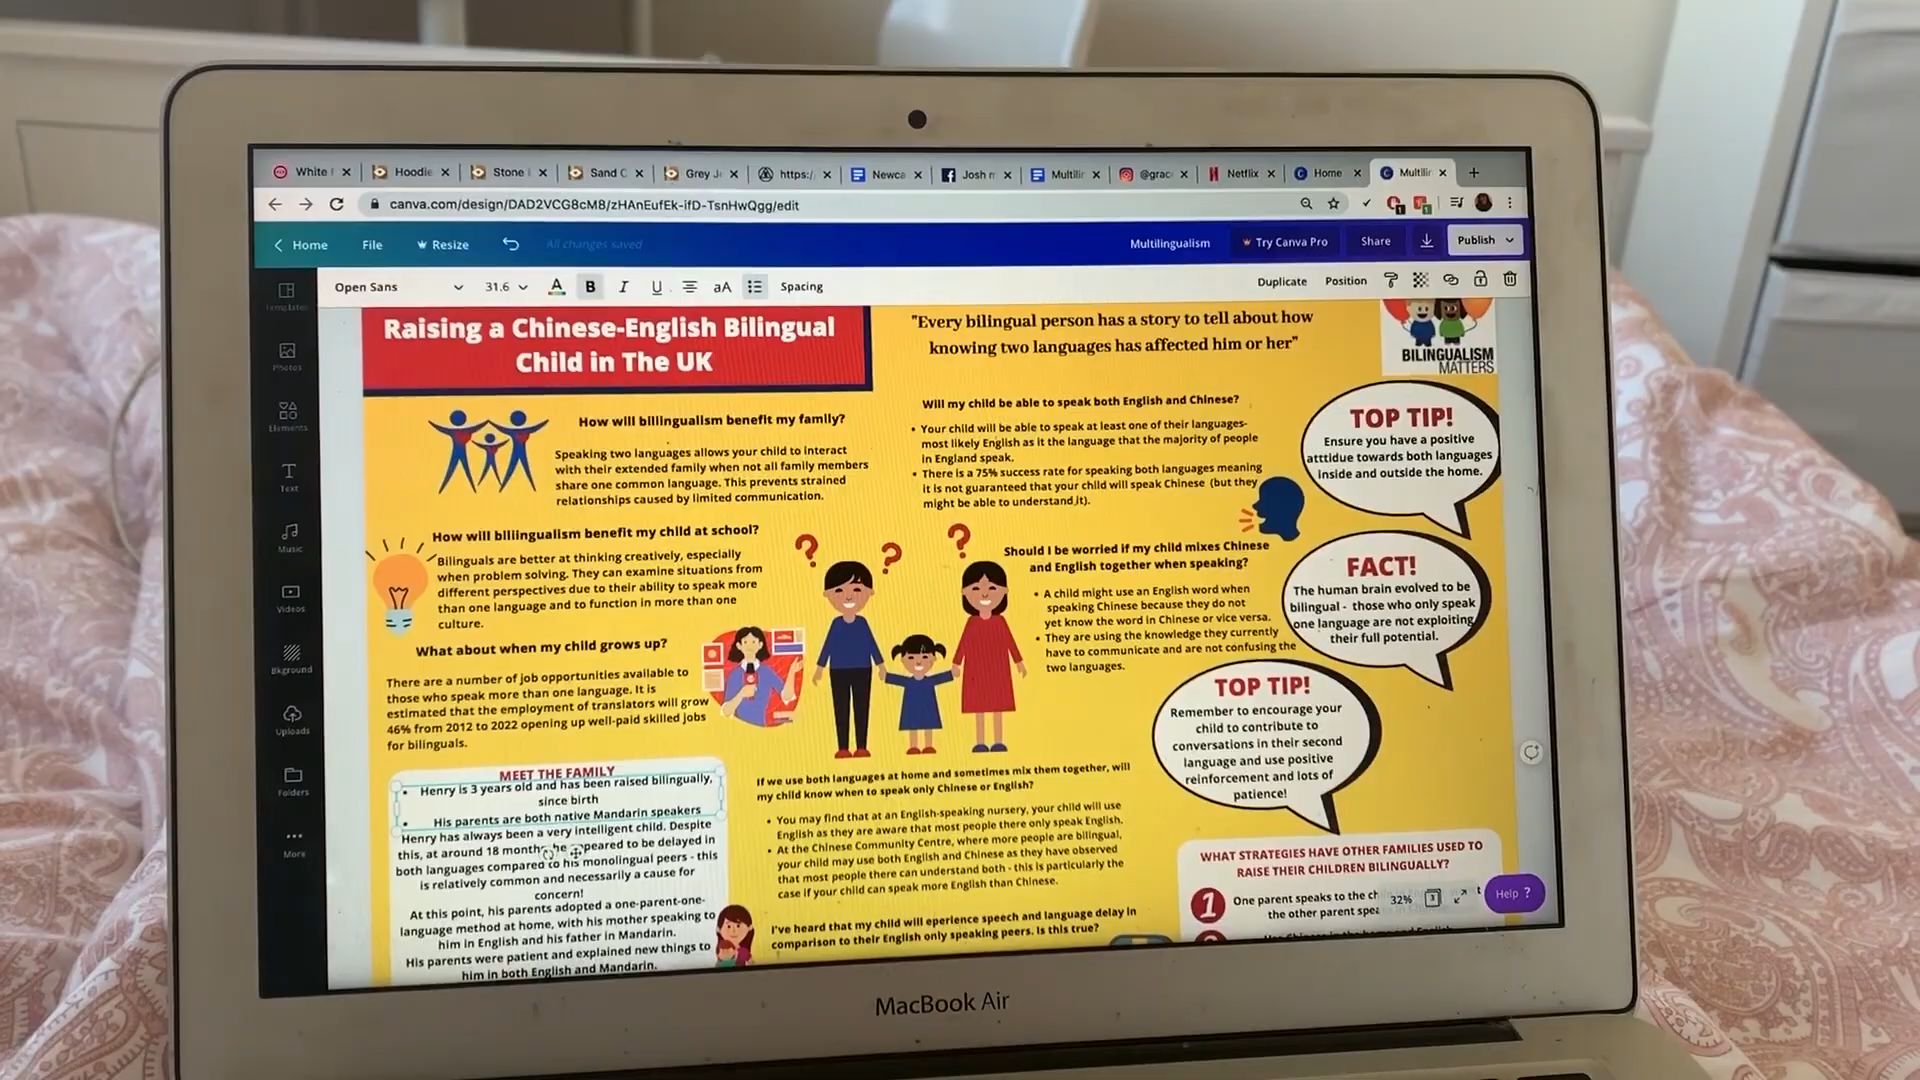 White
Hoodie
Stone
Sand C
Grey J
https:/
Newca
Josh m
Multilin
@grac
Netflix
Home
Multilin
canva.com/design/DAD2VCG8cM8/zHAnEufEk-ifD-TsnHwQgg/edit
Home
File
Resize
All changes saved
Multilingualism
Try Canva Pro
Share
Publish
Open Sans
31.6
A
B
I
U
aA
Spacing
Duplicate
Position
Templates
Photos
Elements
Text
Music
Videos
Bkground
Uploads
Folders
More
Raising a Chinese-English Bilingual
Child in The UK
"Every bilingual person has a story to tell about how
knowing two languages has affected him or her"
BILINGUALISM
MATTERS
How will billingualism benefit my family?
Speaking two languages allows your child to interact
with their extended family when not all family members
share one common language. This prevents strained
relationships caused by limited communication.
Will my child be able to speak both English and Chinese?
• Your child will be able to speak at least one of their languages-
most likely English as it the language that the majority of people
in England speak.
• There is a 75% success rate for speaking both languages meaning
it is not guaranteed that your child will speak Chinese (but they
might be able to understand it).
TOP TIP!
Ensure you have a positive
atttidue towards both languages
inside and outside the home.
How will bliiingualism benefit my child at school?
Bilinguals are better at thinking creatively, especially
when problem solving. They can examine situations from
different perspectives due to their ability to speak more
than one language and to function in more than one
culture.
? ? ?
Should I be worried if my child mixes Chinese
and English together when speaking?
• A child might use an English word when
speaking Chinese because they do not
yet know the word in Chinese or vice versa.
• They are using the knowledge they currently
have to communicate and are not confusing the
two languages.
FACT!
The human brain evolved to be
bilingual - those who only speak
one language are not exploiting
their full potential.
What about when my child grows up?
There are a number of job opportunities available to
those who speak more than one language. It is
estimated that the employment of translators will grow
46% from 2012 to 2022 opening up well-paid skilled jobs
for bilinguals.
TOP TIP!
Remember to encourage your
child to contribute to
conversations in their second
language and use positive
reinforcement and lots of
patience!
MEET THE FAMILY
• Henry is 3 years old and has been raised bilingually,
since birth
• His parents are both native Mandarin speakers
Henry has always been a very intelligent child. Despite
this, at around 18 months he appeared to be delayed in
both languages compared to his monolingual peers - this
is relatively common and necessarily a cause for
concern!
At this point, his parents adopted a one-parent-one-
language method at home, with his mother speaking to
him in English and his father in Mandarin.
His parents were patient and explained new things to
him in both English and Mandarin.
If we use both languages at home and sometimes mix them together, will
my child know when to speak only Chinese or English?
• You may find that at an English-speaking nursery, your child will use
English as they are aware that most people there only speak English.
• At the Chinese Community Centre, where more people are bilingual,
your child may use both English and Chinese as they have observed
that most people there can understand both - this is particularly the
case if your child can speak more English than Chinese.
I've heard that my child will eperience speech and language delay in
comparison to their English only speaking peers. Is this true?
WHAT STRATEGIES HAVE OTHER FAMILIES USED TO
RAISE THEIR CHILDREN BILINGUALLY?
1
One parent speaks to the
the other parent
32%
Help ?
MacBook Air